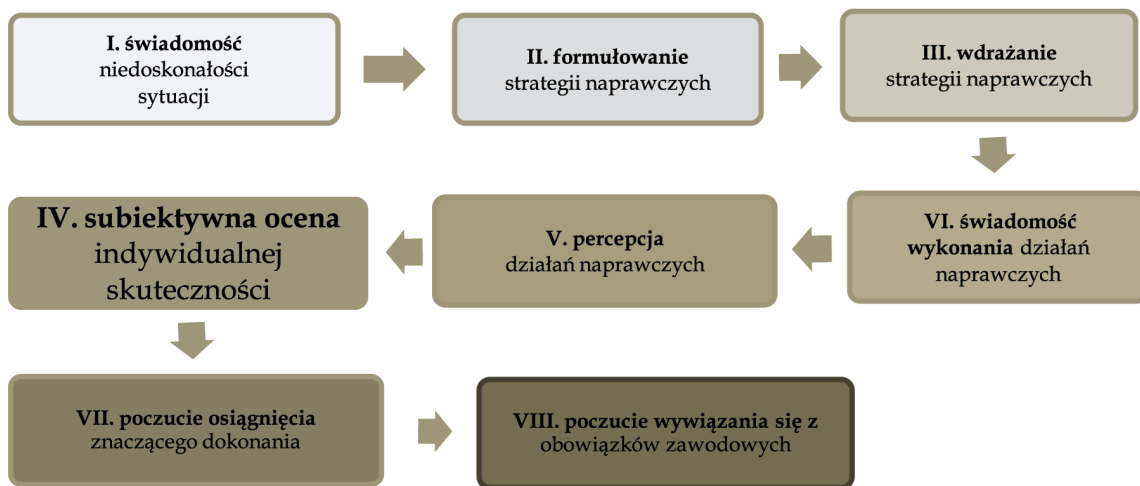 I. świadomość
niedoskonałości
sytuacji
II. formułowanie
strategii naprawczych
III. wdrażanie
strategii naprawczych
IV. subiektywna ocena
indywidualnej
skuteczności
V. percepcja
działań naprawczych
VI. świadomość
wykonania działań
naprawczych
VII. poczucie osiągnięcia
znaczącego dokonania
VIII. poczucie wywiązania się z
obowiązków zawodowych